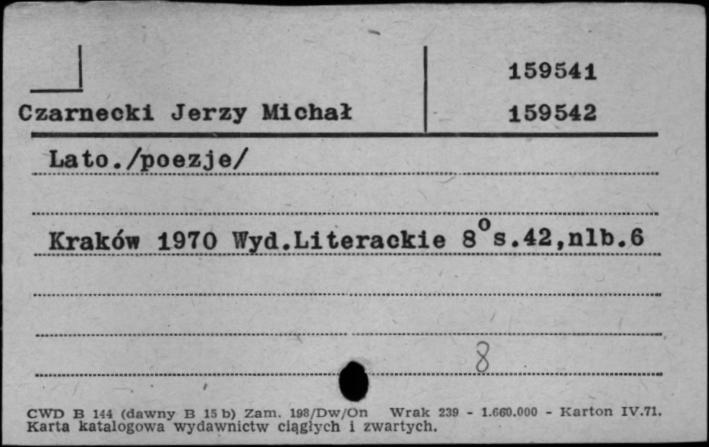 159541
Czarnecki Jerzy Michał 159542
Lato./poezje/
Kraków 1970 Wyd.Literackie 8° s.42,nlb.6
8
CWD B 144 (dawny B 15 b) Zam. 198/Dw/On Wrak 239 - 1.660.000 - Karton IV.71.
Karta katalogowa wydawnictw ciągłych i zwartych.